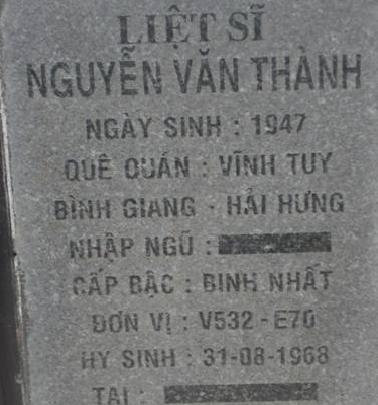 LIỆT SĨ
NGUYỄN VĂN THÀNH
NGÀY SINH : 1947
QUÊ QUÁN : VĨNH TUY
BÌNH GIANG - HẢI HƯNG
NHẬP NGŨ :
CẤP BẬC : BINH NHẤT
ĐƠN VỊ : V532 - E70
HY SINH : 31-08-1968
TẠI :